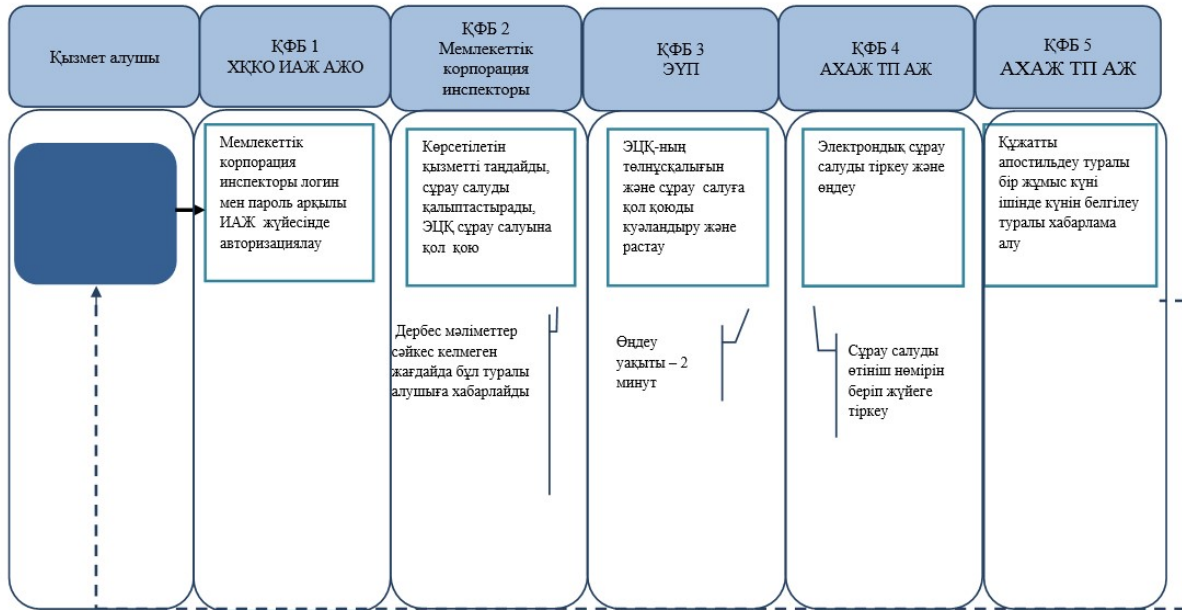 Қызмет алушы
ҚФБ 1
ХҚКО ИАЖ АЖО
ҚФБ 2
Мемлекеттік
корпорация
инспекторы
ҚФБ 3
ЭҮП
ҚФБ 4
АХАЖ ТП АЖ
ҚФБ 5
АХАЖ ТП АЖ
Мемлекеттік
корпорация
инспекторы логин
мен пароль арқылы
ИАЖ жүйесінде
авторизациялау
Көрсетілетін
қызметті таңдайды,
сұрау салуды
қалыптастырады,
ЭЦҚ сұрау салуына
қол қою
ЭЦҚ-ның
төлнұсқалығын
және сұрау салуға
қол қоюды
куәландыру және
растау
Электрондық сұрау
салуды тіркеу және
өңдеу
Құжатты
апостильдеу туралы
бір жұмыс күні
ішінде күнін белгілеу
туралы хабарлама
алу
Дербес мәліметтер
сәйкес келмеген
жағдайда бұл туралы
алушыға хабарлайды
Өңдеу
уақыты – 2
минут
Сұрау салуды
өтініш нөмірін
беріп жүйеге
тіркеу